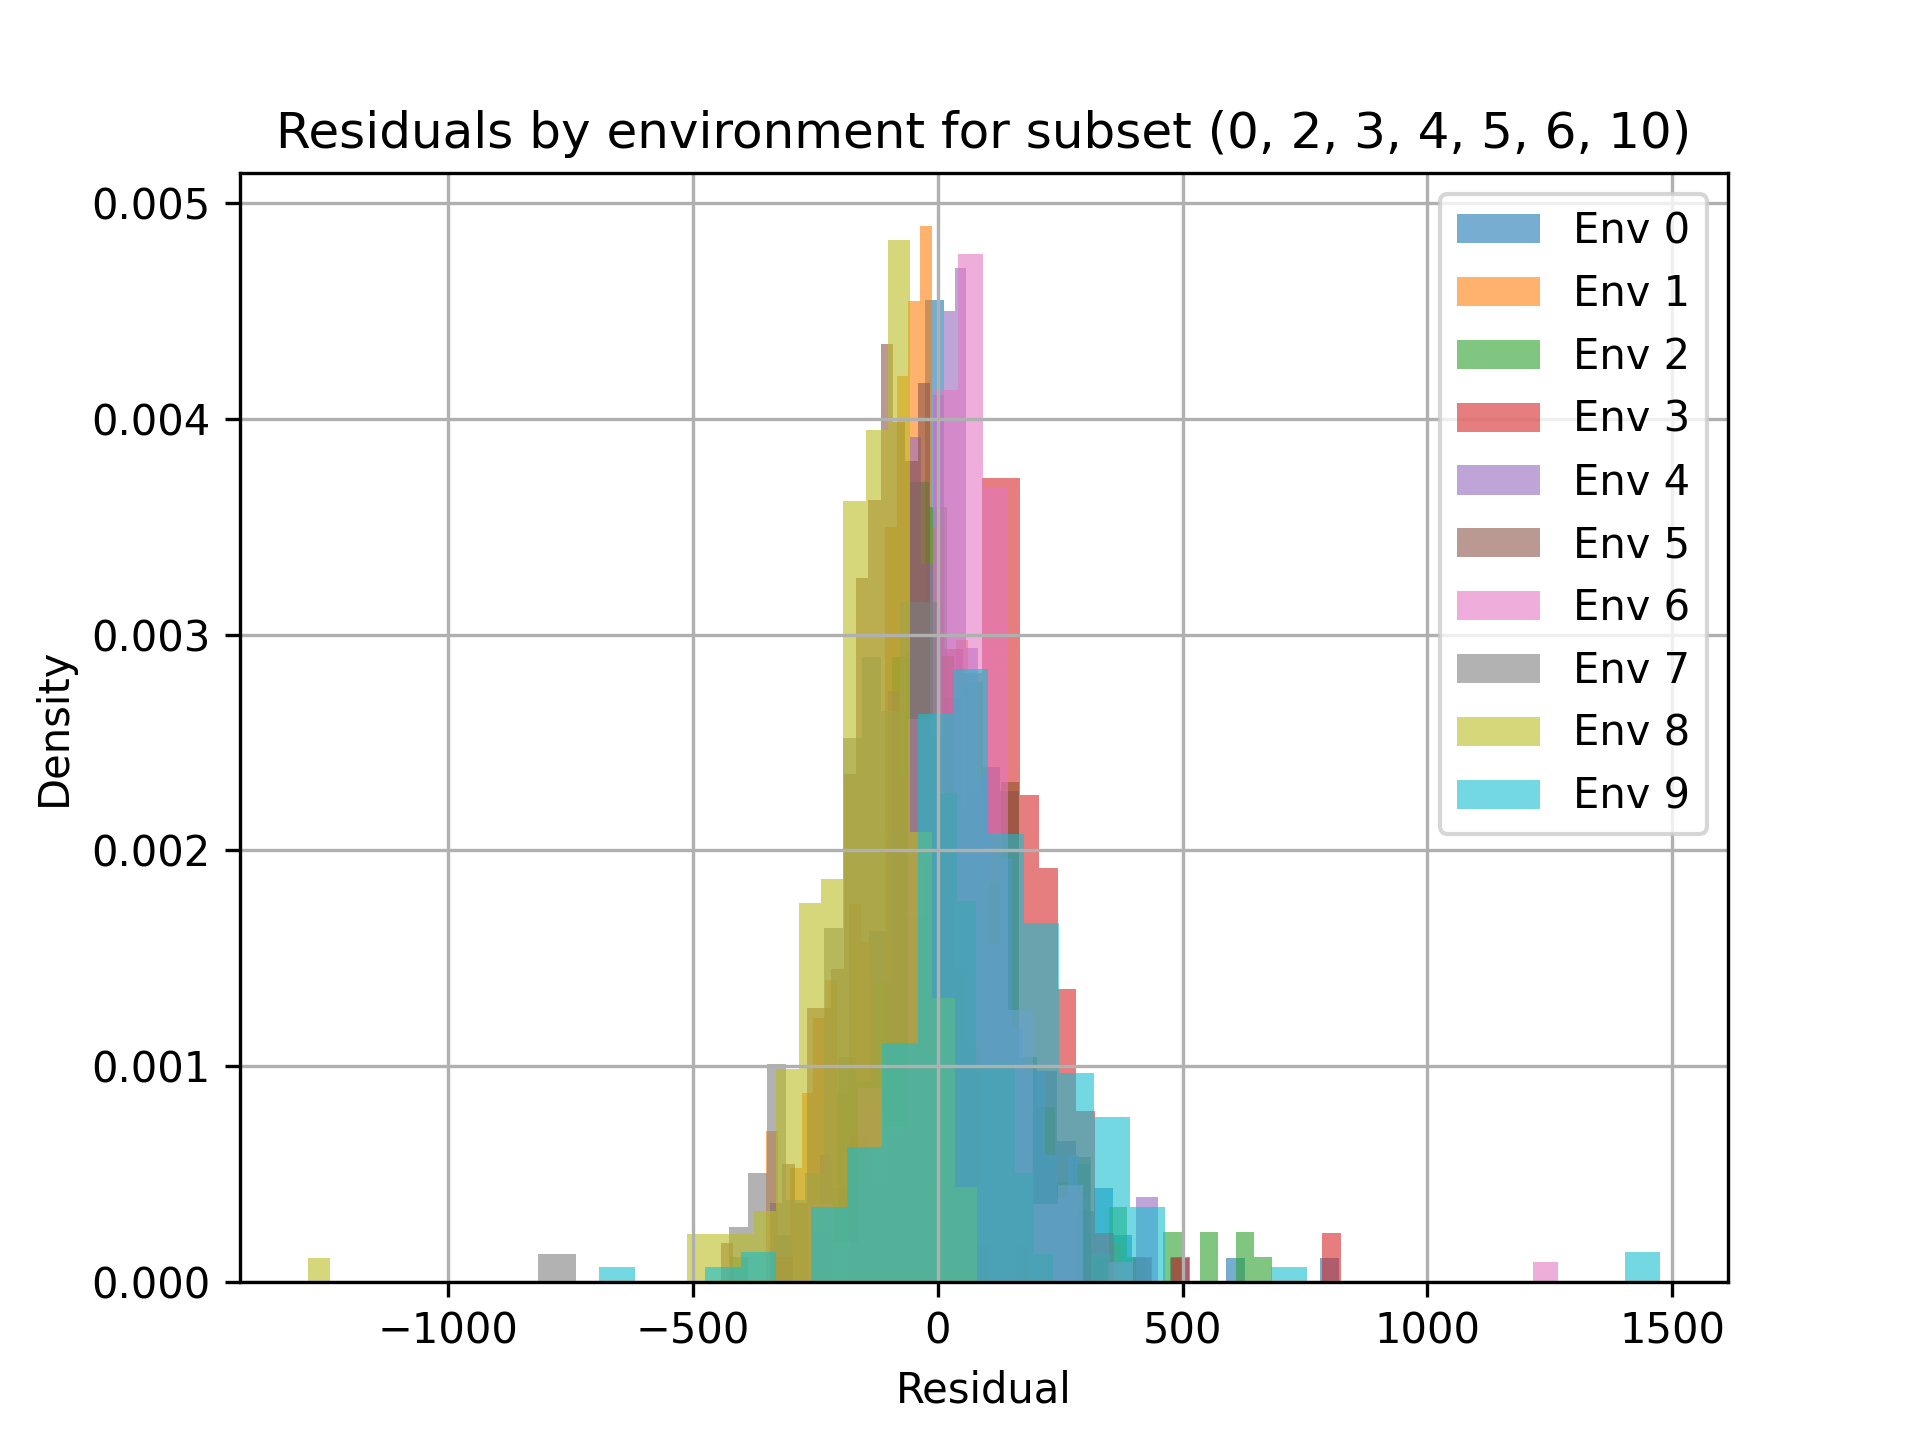 Residuals by environment for subset (0, 2, 3, 4, 5, 6, 10)
0.005
0.004
0.003
0.002
0.001
0.000
Density
−1000
−500
0
500
1000
1500
Residual
Env 0
Env 1
Env 2
Env 3
Env 4
Env 5
Env 6
Env 7
Env 8
Env 9